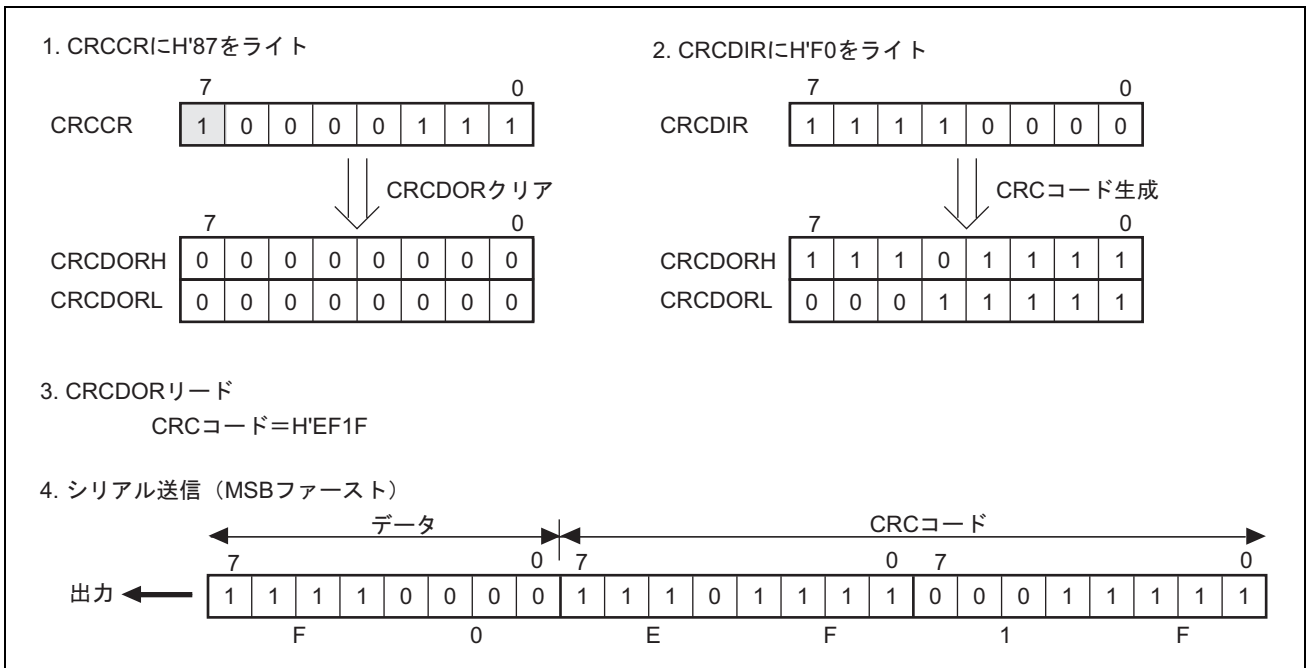 1. CRCCRにH'87をライト
7 0
CRCCR 1 0 0 0 0 1 1 1
CRCDORクリア
7 0
CRCDORH 0 0 0 0 0 0 0 0
CRCDORL 0 0 0 0 0 0 0 0
2. CRCDIRにH'F0をライト
7 0
CRCDIR 1 1 1 1 0 0 0 0
CRCコード生成
7 0
CRCDORH 1 1 1 0 1 1 1 1
CRCDORL 0 0 0 1 1 1 1 1
3. CRCDORリード
CRCコード＝H'EF1F
4. シリアル送信（MSBファースト）
データ CRCコード
7 0 7 0 7 0
出力 1 1 1 1 0 0 0 0 1 1 1 0 1 1 1 1 0 0 0 1 1 1 1 1
F 0 E F 1 F